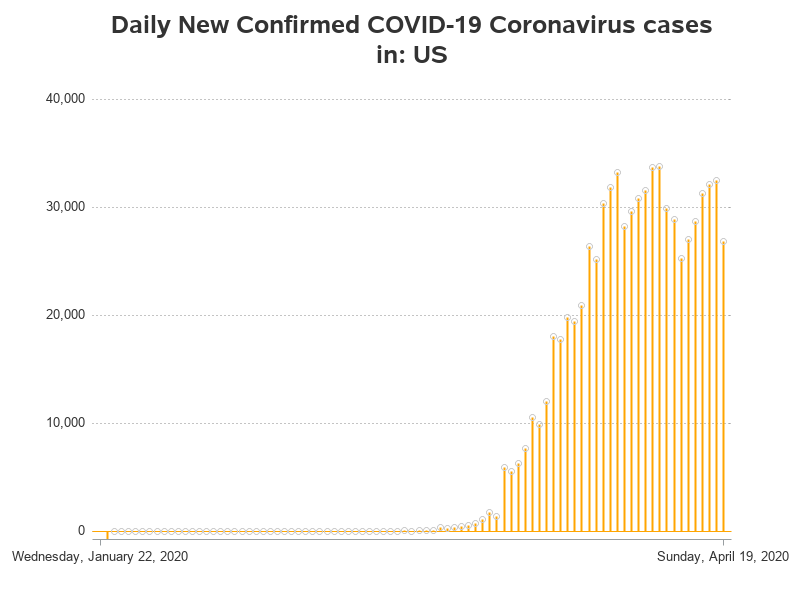 Daily New Confirmed COVID-19 Coronavirus cases
in: US
40,000
30,000
20,000
10,000
0
Wednesday, January 22, 2020
Sunday, April 19, 2020